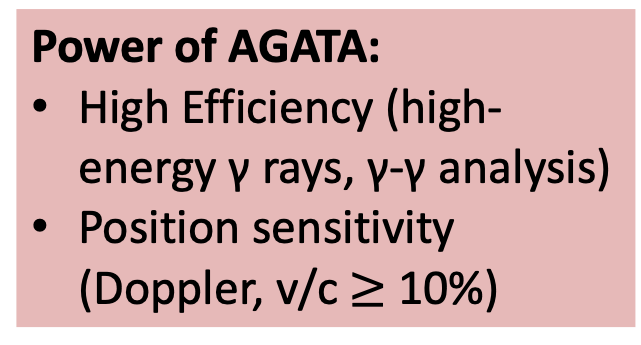 Power of AGATA:
• High Efficiency (high-
energy γ rays, γ-γ analysis)
• Position sensitivity
(Doppler, v/c ≥ 10%)